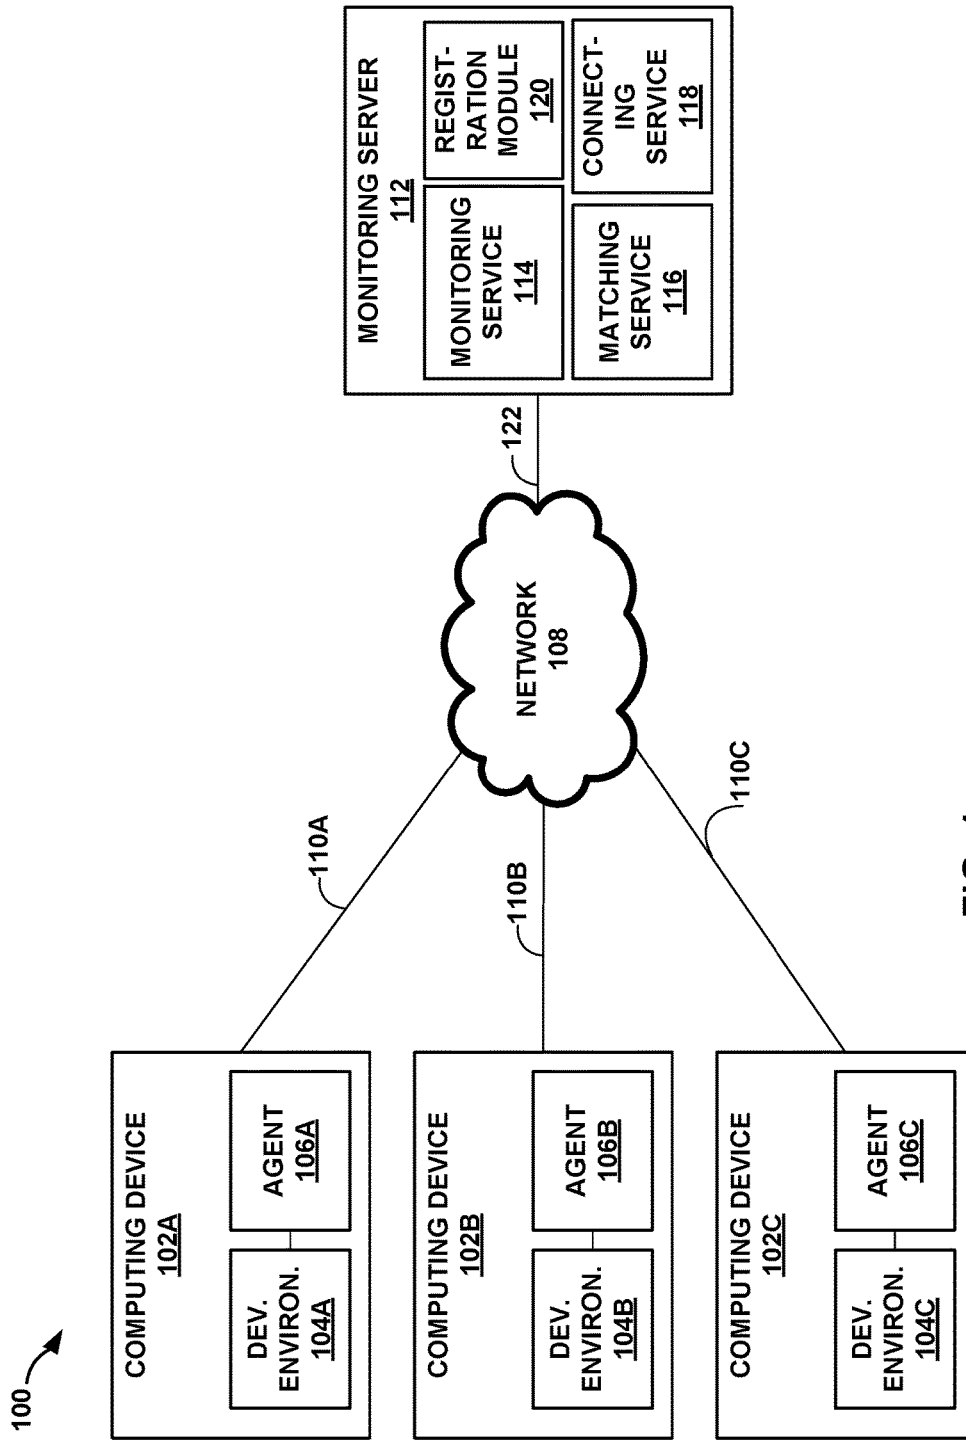 100
COMPUTING DEVICE
102A
DEV.
ENVIRON.
104A
AGENT
106A
COMPUTING DEVICE
102B
DEV.
ENVIRON.
104B
AGENT
106B
COMPUTING DEVICE
102C
DEV.
ENVIRON.
104C
AGENT
106C
110A
110B
110C
NETWORK
108
122
MONITORING SERVER
112
MONITORING
SERVICE
114
REGIST-
RATION
MODULE
120
MATCHING
SERVICE
116
CONNECT-
ING
SERVICE
118